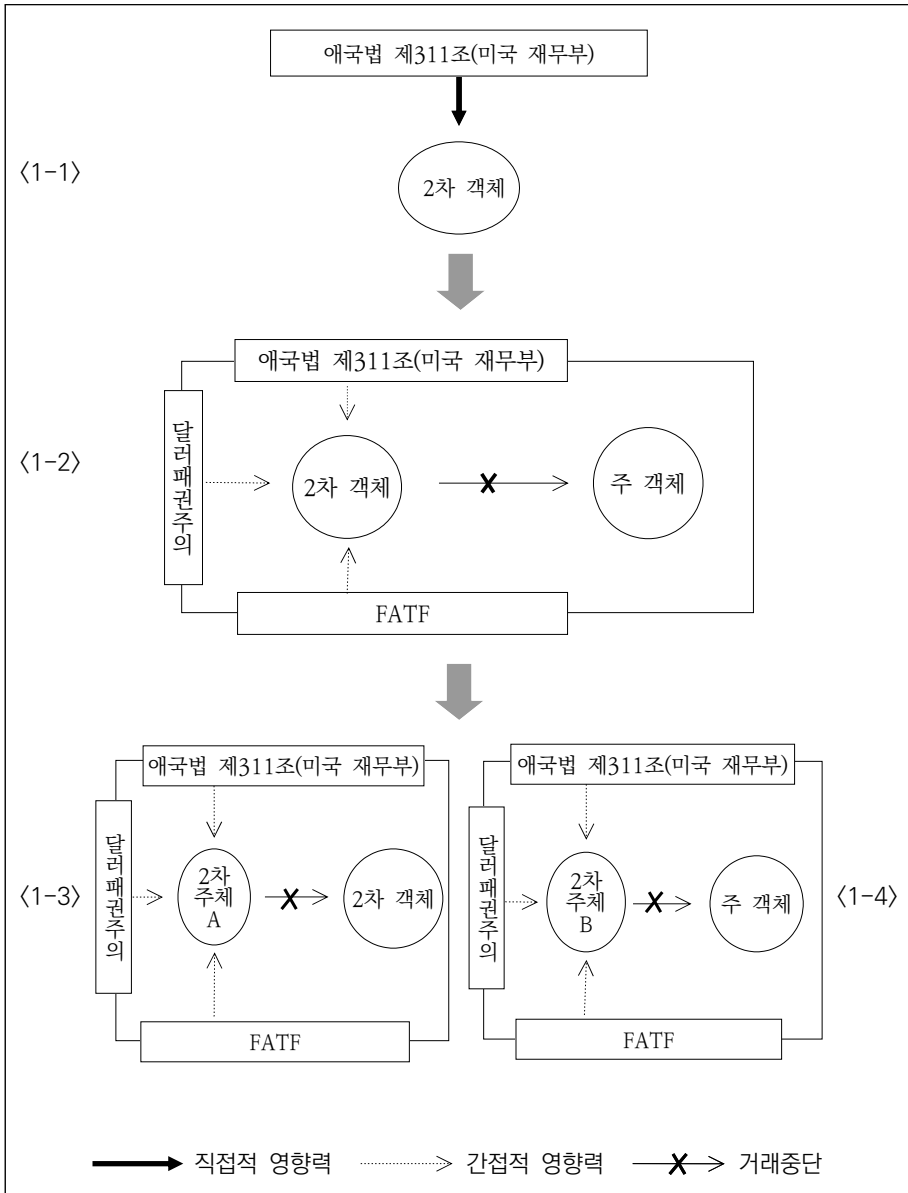 애국법 제311조(미국 재무부)
〈1-1〉
2차 객체
애국법 제311조(미국 재무부)
달러패권주의
〈1-2〉
2차 객체
주 객체
FATF
애국법 제311조(미국 재무부)
달러패권주의
〈1-3〉
2차
주체
A
2차 객체
FATF
애국법 제311조(미국 재무부)
달러패권주의
2차
주체
B
주 객체
〈1-4〉
FATF
직접적 영향력
간접적 영향력
거래중단